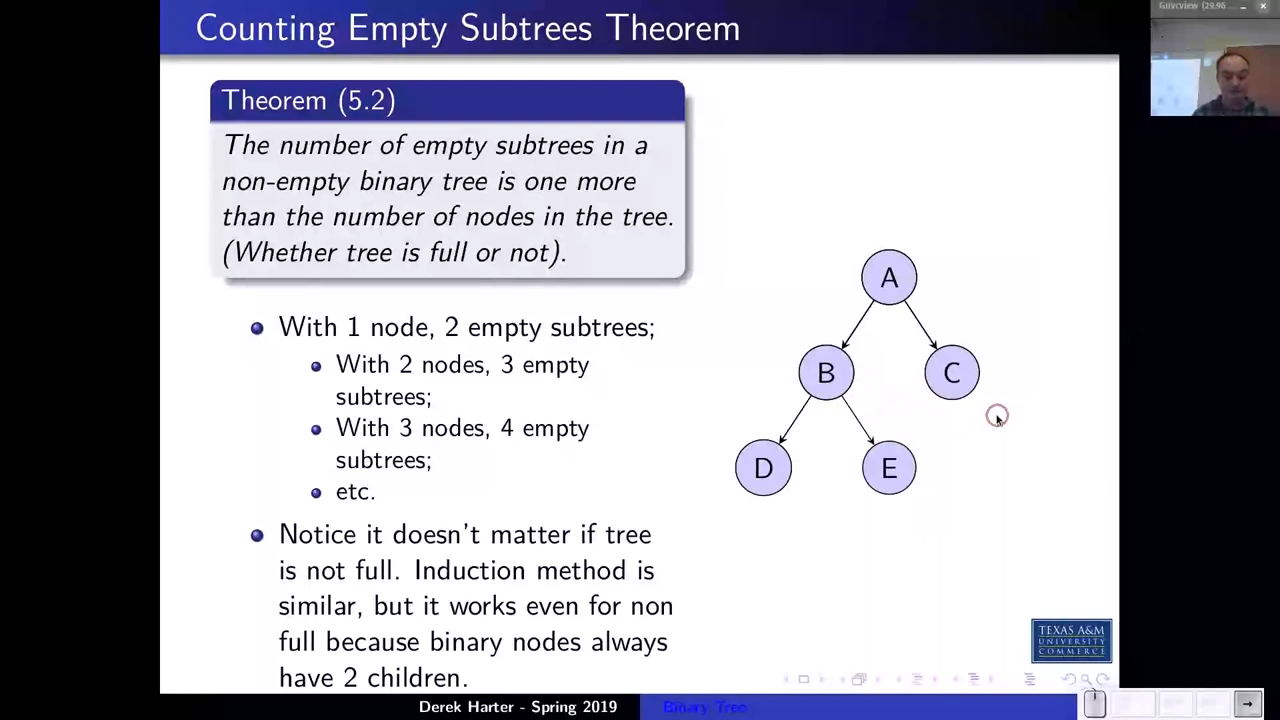 Counting Empty Subtrees Theorem
Theorem (5.2)
The number of empty subtrees in a
non-empty binary tree is one more
than the number of nodes in the tree.
(Whether tree is full or not).
With 1 node, 2 empty subtrees;
With 2 nodes, 3 empty
subtrees;
With 3 nodes, 4 empty
subtrees;
etc.
Notice it doesn't matter if tree
is not full. Induction method is
similar, but it works even for non
full because binary nodes always
have 2 children.
A
B
C
D
E
TEXAS A&M
UNIVERSITY
COMMERCE
Derek Harter - Spring 2019
Binary Tree